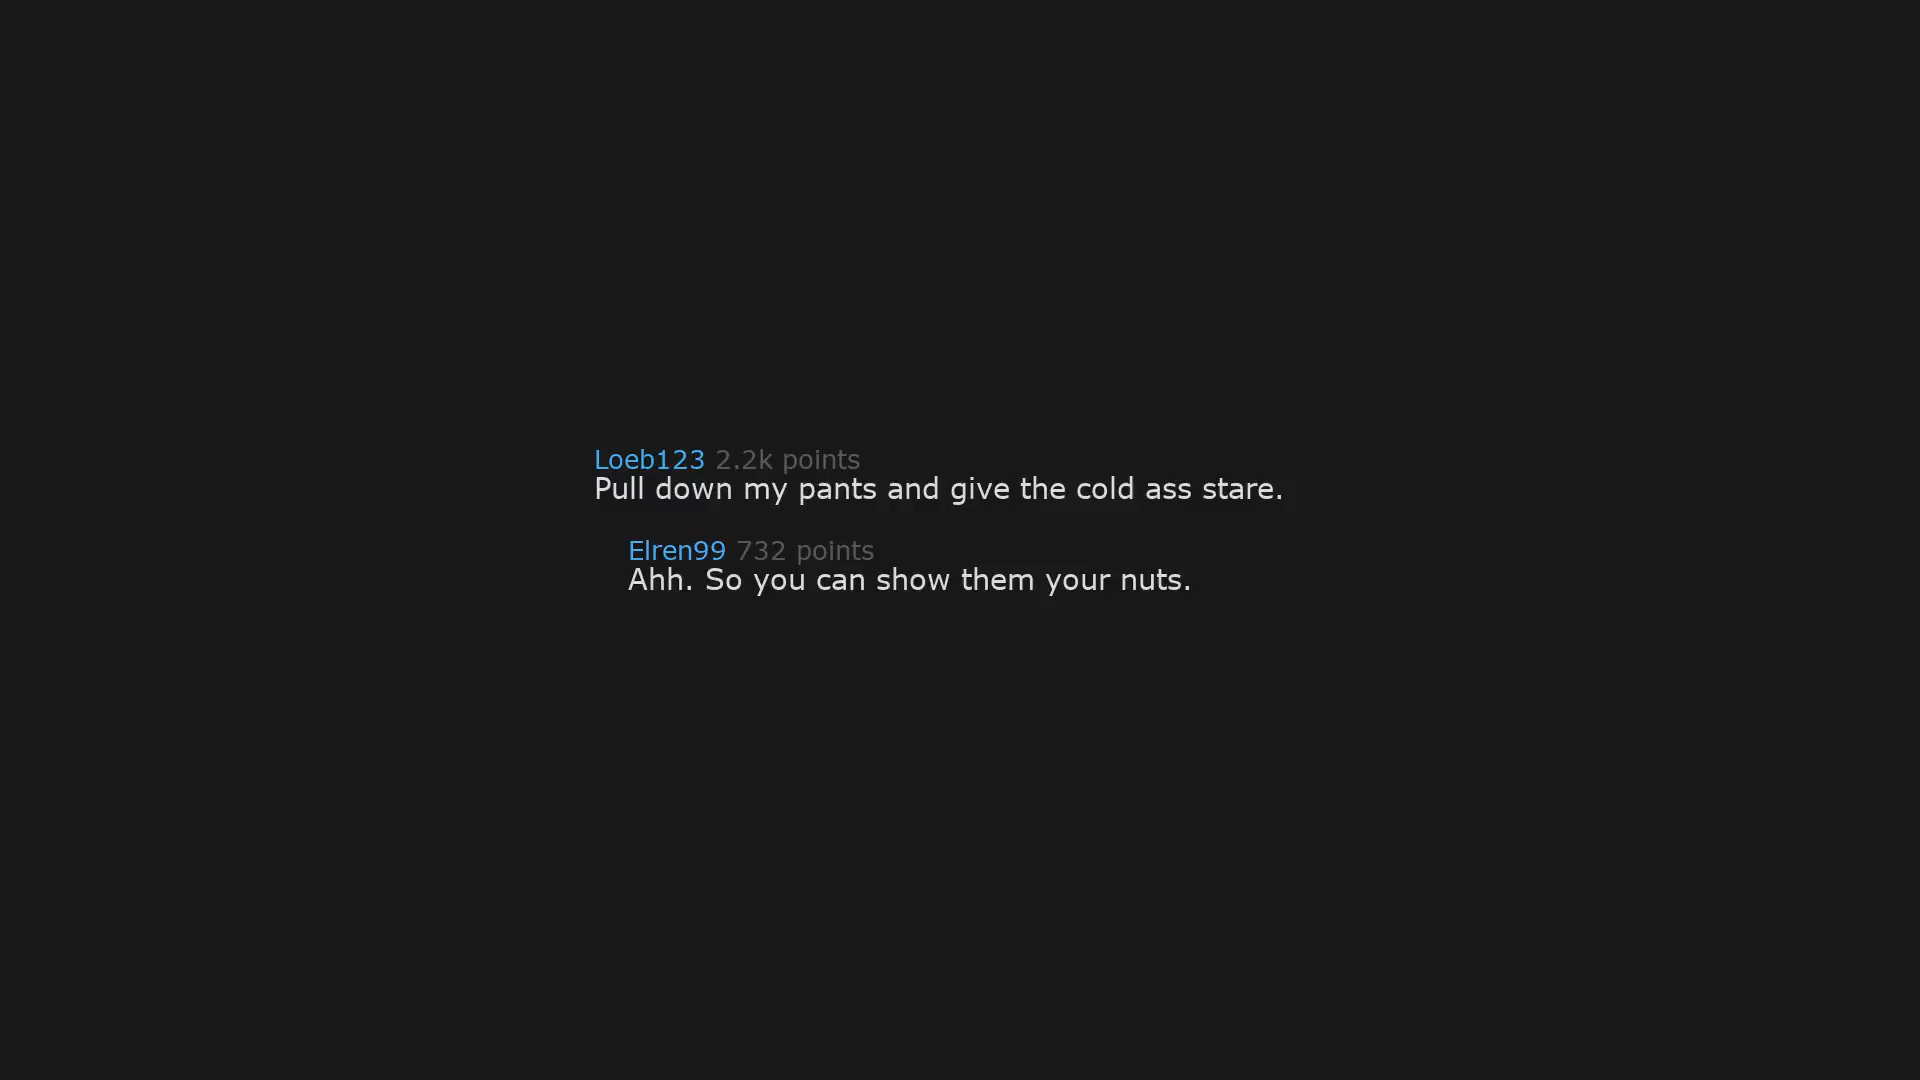 Loeb123 2.2k points
Pull down my pants and give the cold ass stare.
Elren99 732 points
Ahh. So you can show them your nuts.